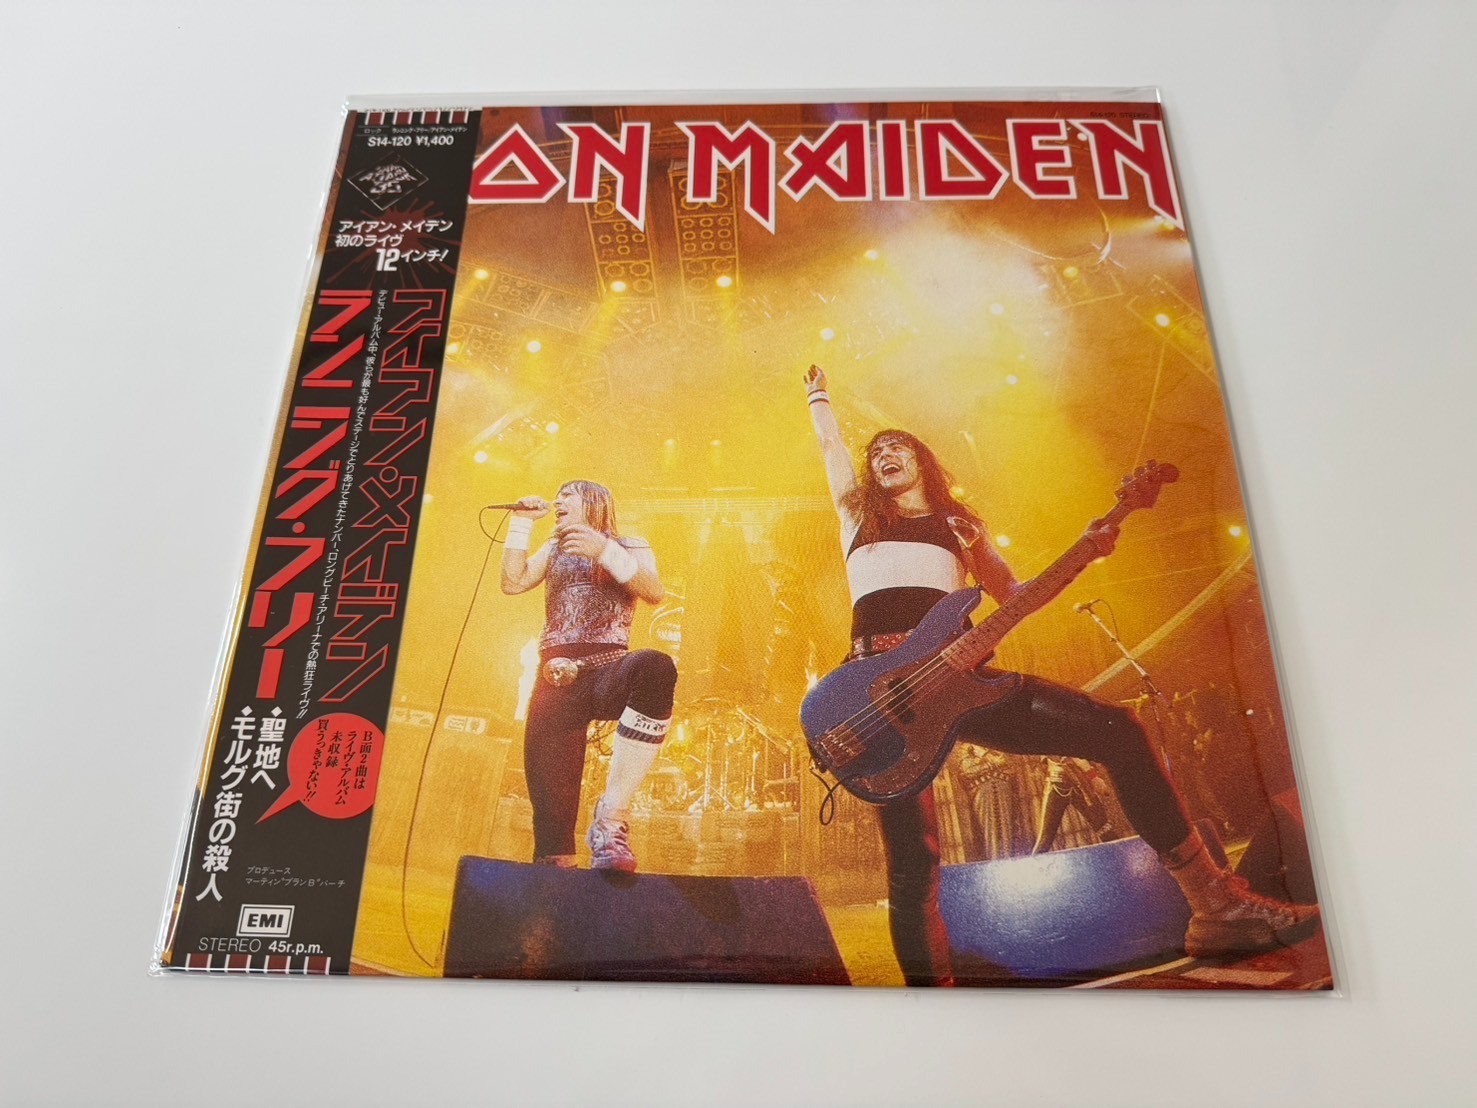 ロック
ランニング・フリー/アイアン・メイデン
S14-120 ¥1,400
アイアン・メイデン
初のライヴ
12インチ!
アイアン・メイデン
デビュー・アルバム中、彼らが最も好んでステージでとりあげてきたナンバー、ロングビーチ・アリーナでの熱狂ライヴ!!
ランニング・フリー
◆聖地へ
◆モルグ街の殺人
B面2曲は
ライヴ・アルバム
未収録
買うっきゃない!!
プロデュース
マーティン"ブラン B"バーチ
EMI
STEREO 45r.p.m.
ON MAIDEN